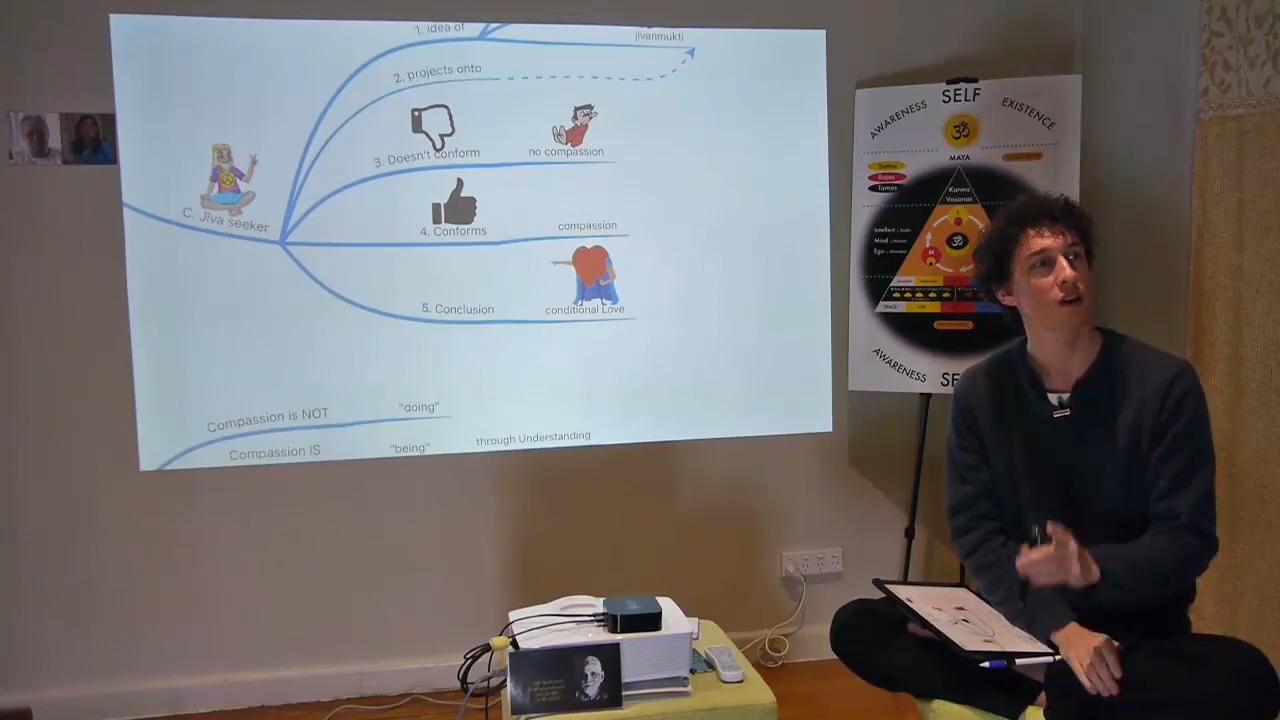 1. idea of
jivanmukti
2. projects onto
3. Doesn't conform
no compassion
C. Jiva seeker
4. Conforms
compassion
5. Conclusion
conditional Love
Compassion is NOT
"doing"
Compassion IS
"being"
through Understanding
SELF
AWARENESS
EXISTENCE
ॐ
MAYA
Sattva
Rajas
Tamas
Karma
Vasanas
Intellect
Mind
Ego
ॐ
M
SPACE
AWARENESS
SE